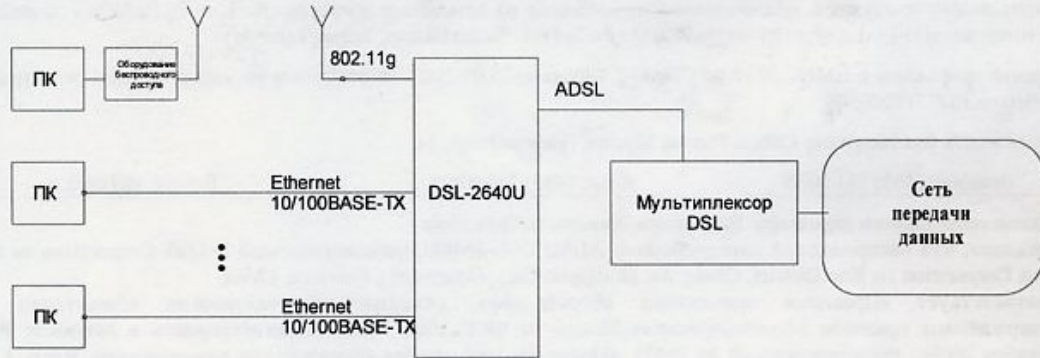 ПК
Оборудование
беспроводного
доступа
802.11g
ADSL
ПК
Ethernet
10/100BASE-TX
DSL-2640U
Мультиплексор
DSL
Сеть
передачи
данных
ПК
Ethernet
10/100BASE-TX